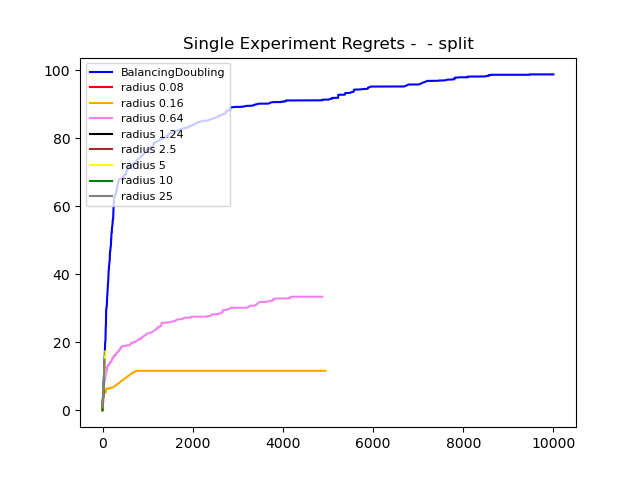 Single Experiment Regrets -  - split
100
80
60
40
20
0
BalancingDoubling
radius 0.08
radius 0.16
radius 0.64
radius 1.24
radius 2.5
radius 5
radius 10
radius 25
0 2000 4000 6000 8000 10000